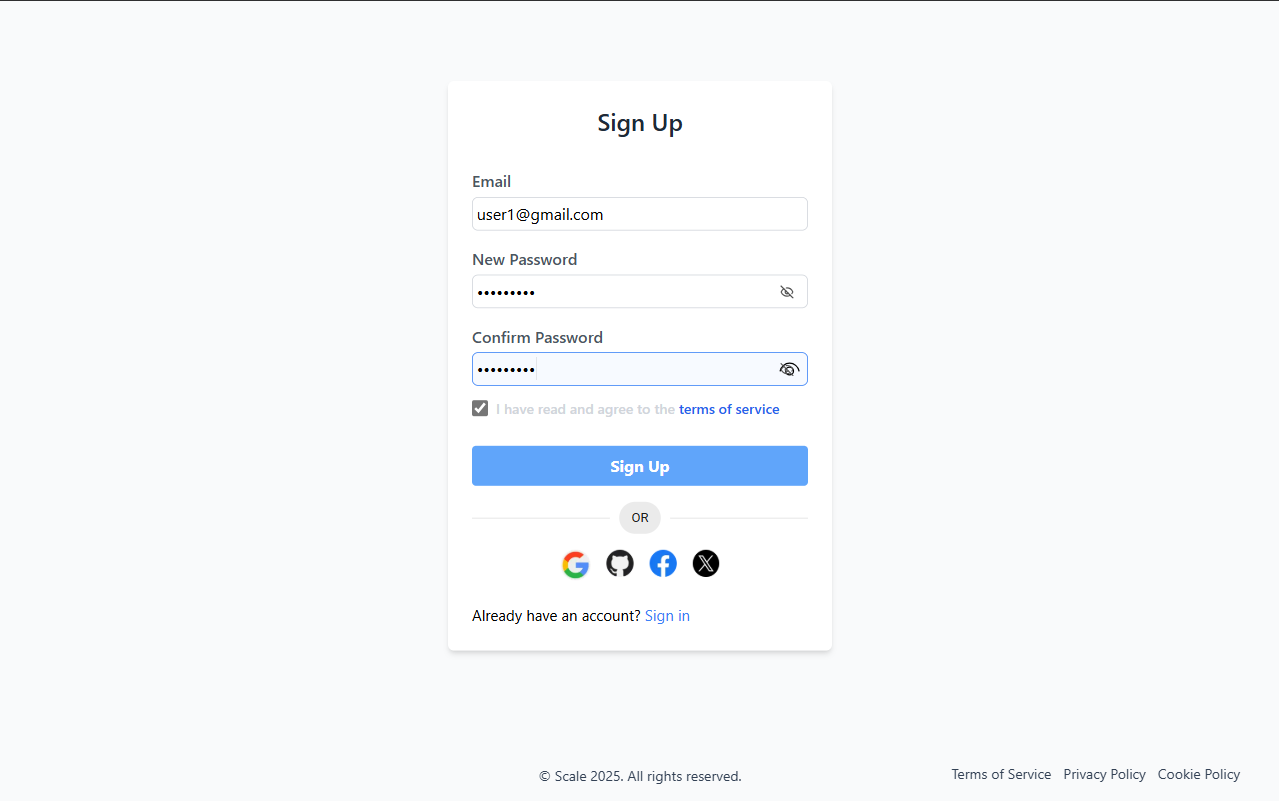 Sign Up
Email
user1@gmail.com
New Password
•••••••••
Confirm Password
•••••••••
I have read and agree to the terms of service
Sign Up
OR
Already have an account? Sign in
© Scale 2025. All rights reserved.
Terms of Service Privacy Policy Cookie Policy